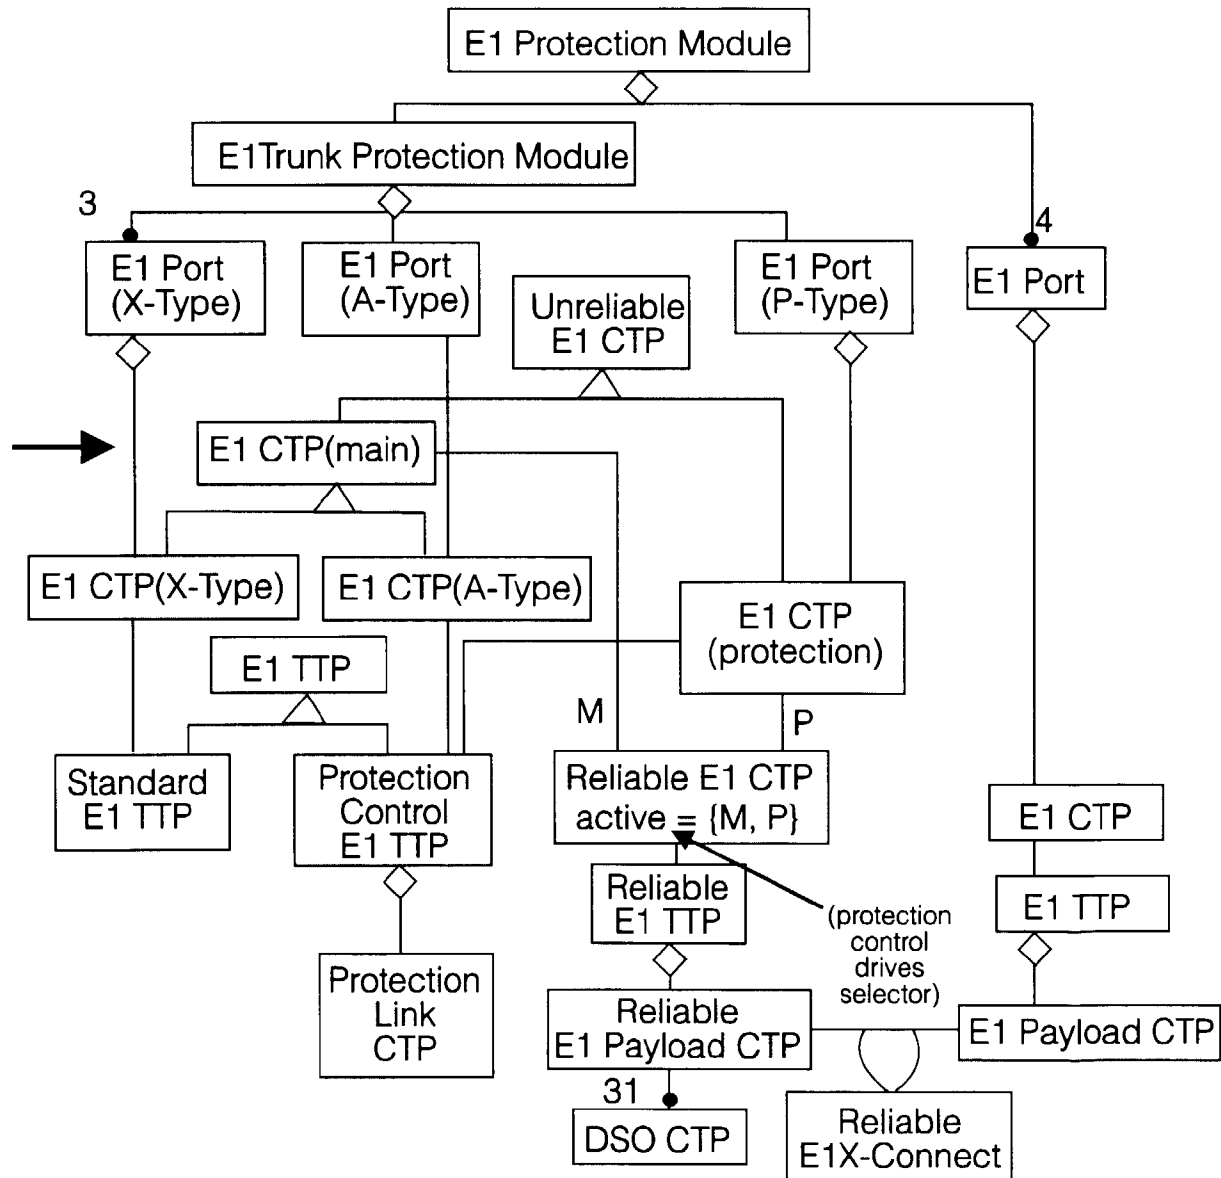 E1 Protection Module
E1Trunk Protection Module
3
4
E1 Port
(X-Type)
E1 Port
(A-Type)
E1 Port
(P-Type)
E1 Port
Unreliable
E1 CTP
E1 CTP(main)
E1 CTP(X-Type)
E1 CTP(A-Type)
E1 CTP
(protection)
E1 TTP
M
P
Standard
E1 TTP
Protection
Control
E1 TTP
Reliable E1 CTP
active = {M, P}
E1 CTP
Reliable
E1 TTP
(protection
control
drives
selector)
E1 TTP
Protection
Link
CTP
Reliable
E1 Payload CTP
E1 Payload CTP
31
DSO CTP
Reliable
E1X-Connect